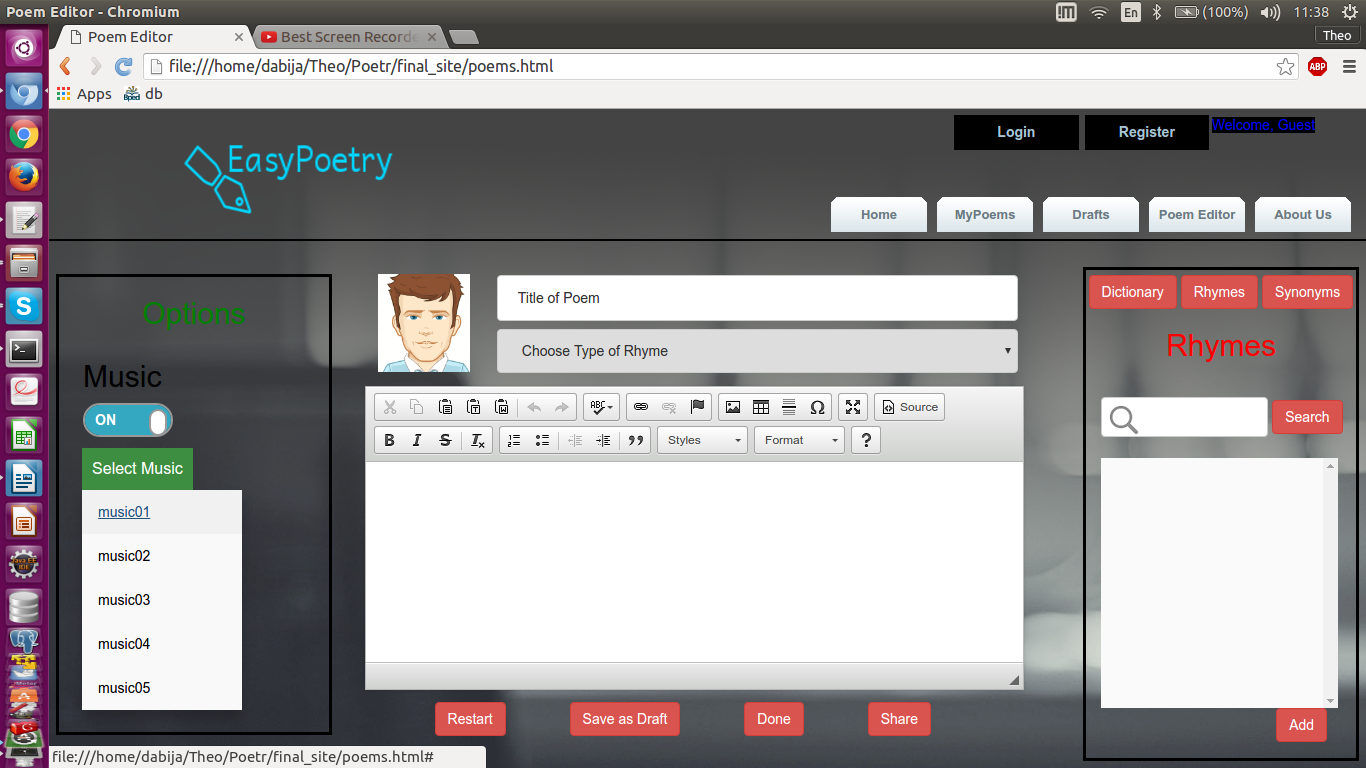 Poem Editor - Chromium
En
(100%)
11:38
Poem Editor
Best Screen Recorde
Theo
file:///home/dabija/Theo/Poetr/final_site/poems.html
ABP
Apps
db
EasyPoetry
Login
Register
Welcome, Guest
Home
MyPoems
Drafts
Poem Editor
About Us
Options
Music
ON
Select Music
music01
music02
music03
music04
music05
Title of Poem
Choose Type of Rhyme
ABC
Source
B I S Tx
Styles
Format
?
Restart
Save as Draft
Done
Share
Dictionary
Rhymes
Synonyms
Rhymes
Search
Add
file:///home/dabija/Theo/Poetr/final_site/poems.html#